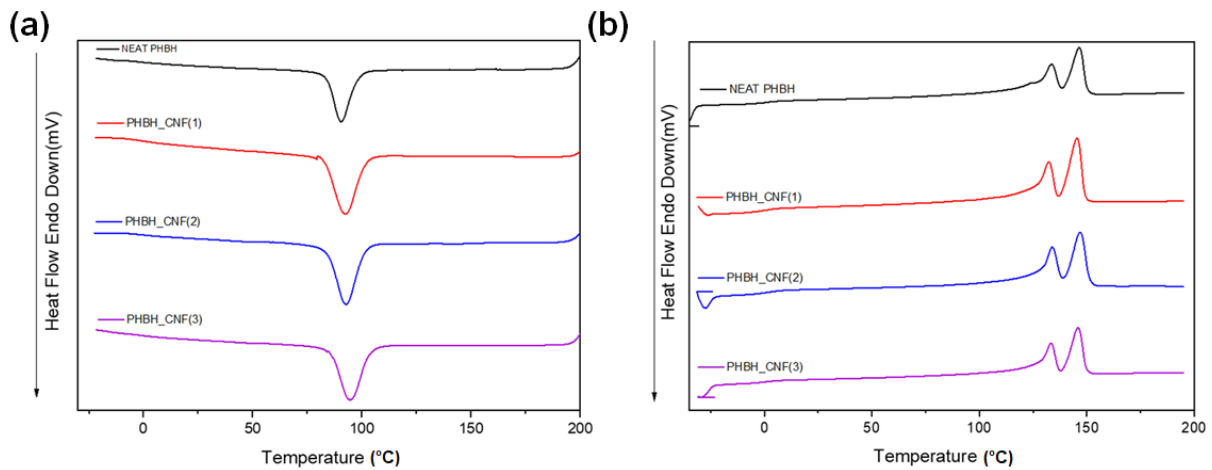 (a)
Heat Flow Endo Down(mV)
NEAT PHBH
PHBH_CNF(1)
PHBH_CNF(2)
PHBH_CNF(3)
0 50 100 150 200
Temperature (°C)
(b)
Heat Flow Endo Down(mV)
NEAT PHBH
PHBH_CNF(1)
PHBH_CNF(2)
PHBH_CNF(3)
0 50 100 150 200
Temperature (°C)